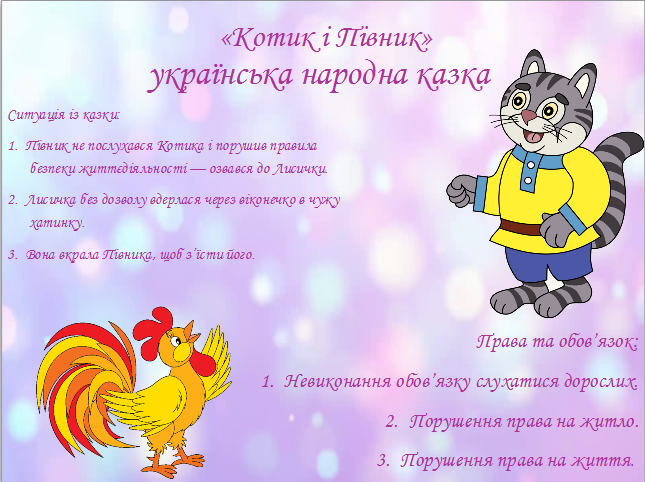 «Котик і Півник»
українська народна казка
Ситуація із казки:
1. Півник не послухався Котика і порушив правила
безпеки життєдіяльності — озвався до Лисички.
2. Лисичка без дозволу вдерлася через віконечко в чужу
хатинку.
3. Вона вкрала Півника, щоб з’їсти його.
Права та обов’язок:
1. Невиконання обов’язку слухатися дорослих.
2. Порушення права на житло.
3. Порушення права на життя.